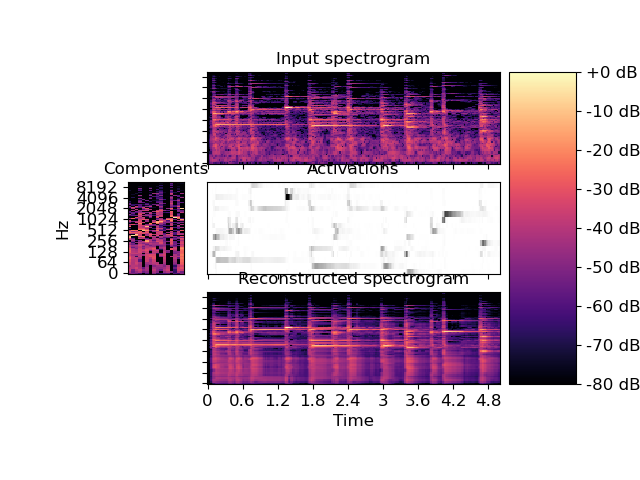 Input spectrogram
+0 dB
-10 dB
-20 dB
-30 dB
-40 dB
-50 dB
-60 dB
-70 dB
-80 dB
Components
Activations
Hz
8192
4096
2048
1024
512
256
128
64
0
Reconstructed spectrogram
0 0.6 1.2 1.8 2.4 3 3.6 4.2 4.8
Time